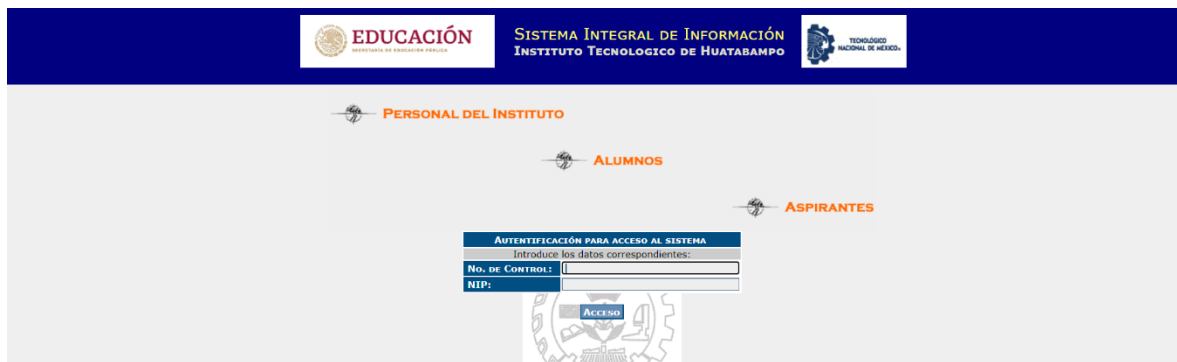 EDUCACIÓN
SECRETARÍA DE EDUCACIÓN PÚBLICA
SISTEMA INTEGRAL DE INFORMACIÓN
INSTITUTO TECNOLOGICO DE HUATABAMPO
TECNOLÓGICO
NACIONAL DE MÉXICO®
PERSONAL DEL INSTITUTO
ALUMNOS
ASPIRANTES
AUTENTIFICACIÓN PARA ACCESO AL SISTEMA
Introduce los datos correspondientes:
NO. DE CONTROL:
NIP:
ACCESO